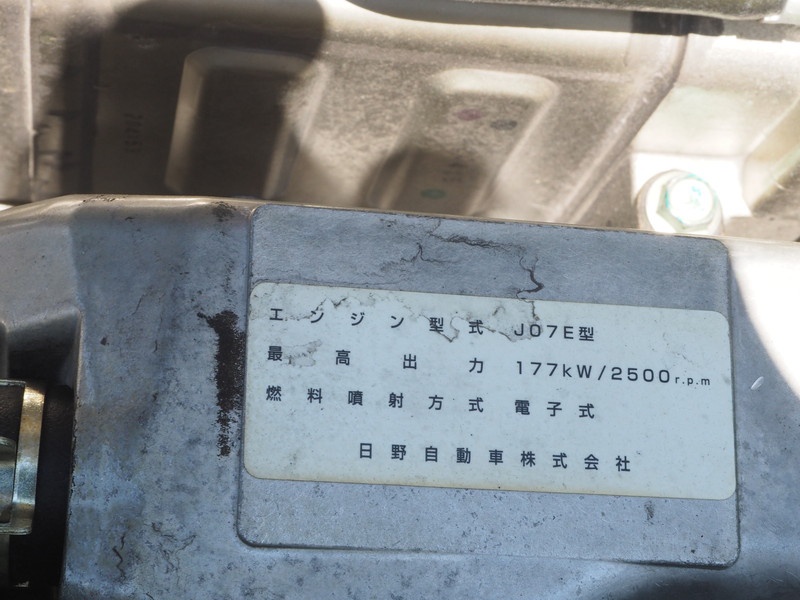 エンジン型式 J07E型
最高出力 177kW/2500r.p.m
燃料噴射方式 電子式
日野自動車株式会社